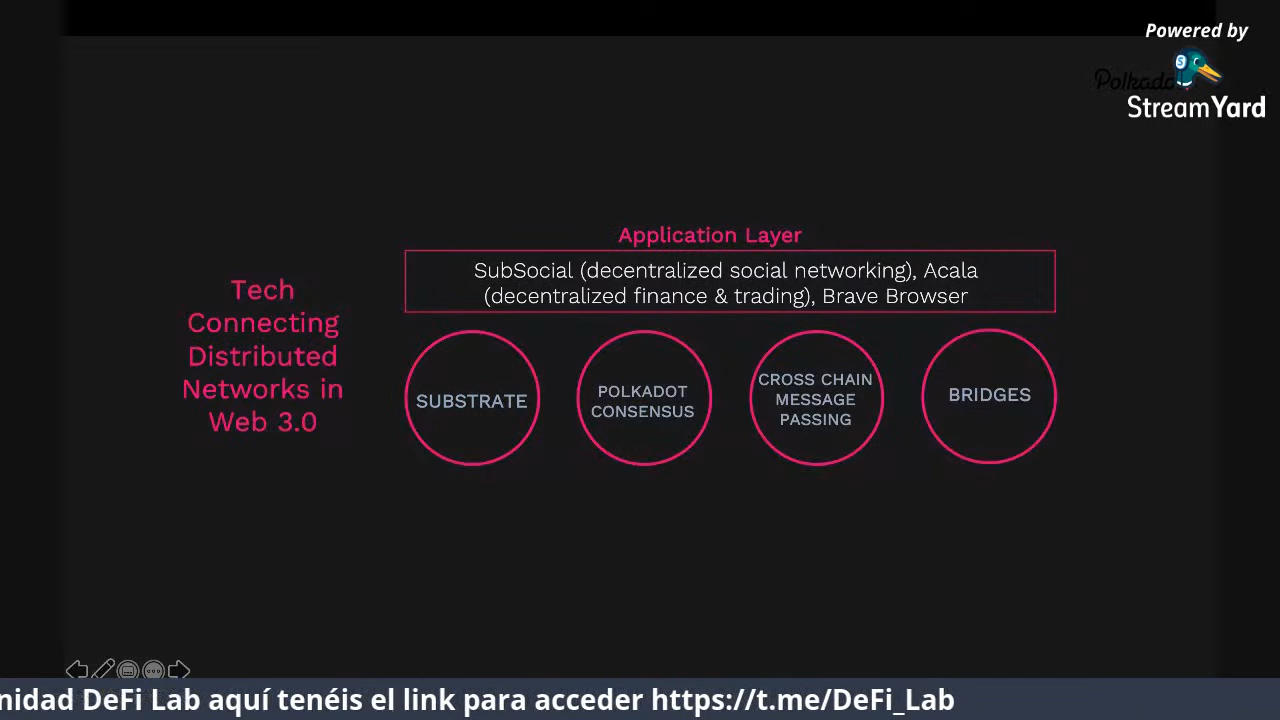 Powered by
StreamYard
Application Layer
SubSocial (decentralized social networking), Acala
(decentralized finance & trading), Brave Browser
Tech
Connecting
Distributed
Networks in
Web 3.0
SUBSTRATE
POLKADOT
CONSENSUS
CROSS CHAIN
MESSAGE
PASSING
BRIDGES
DeFi Lab aquí tenéis el link para acceder https://t.me/DeFi_Lab